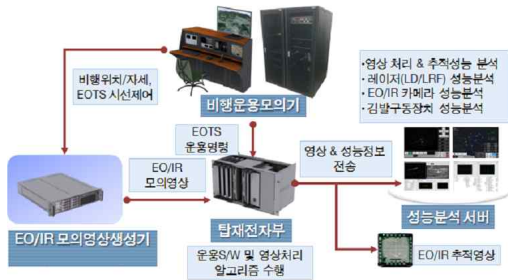 비행위치/자세,
EOTS 시선제어
비행운용모의기
•영상 처리 & 추적성능 분석
•레이저(LD/LRF) 성능분석
•EO/IR 카메라 성능분석
•김발구동장치 성능분석
EOTS
운용명령
영상 & 성능정보
전송
EO/IR
모의영상
EO/IR 모의영상생성기
탑재전자부
성능분석 서버
운용S/W 및 영상처리
알고리즘 수행
EO/IR 추적영상